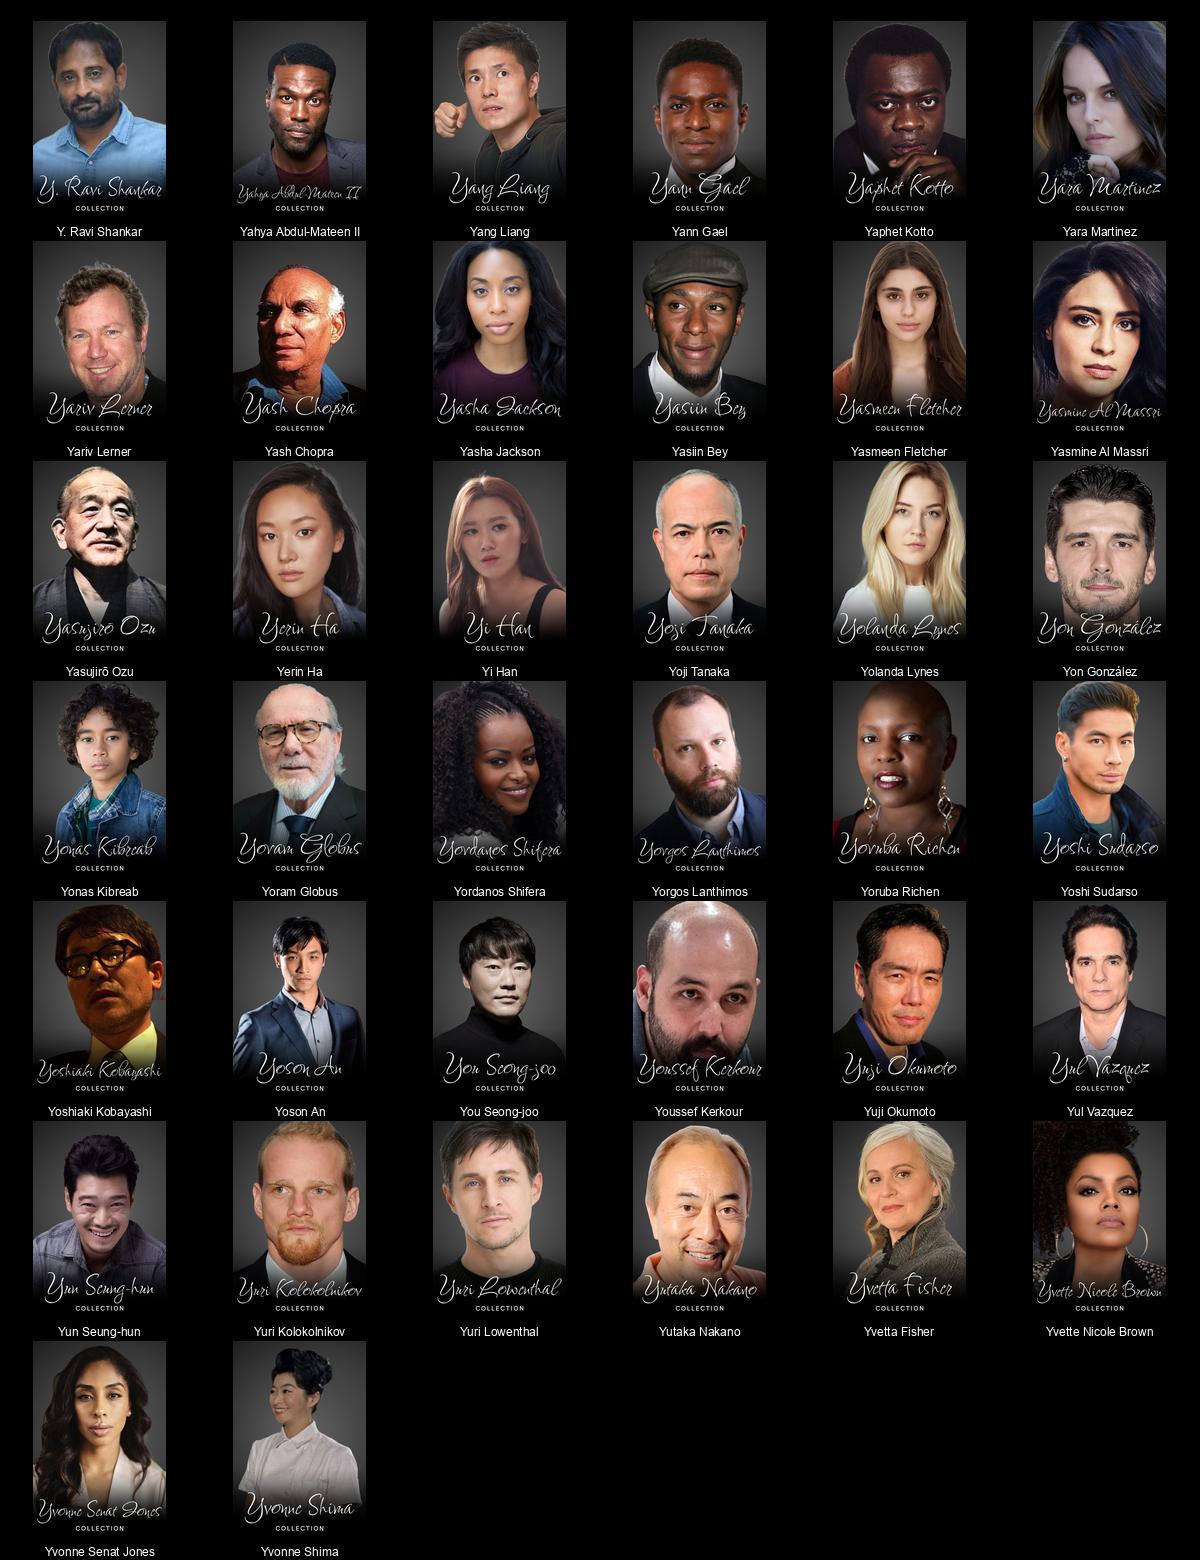 Y. Ravi Shankar
COLLECTION
Y. Ravi Shankar
Yahya Abdul-Mateen II
COLLECTION
Yahya Abdul-Mateen II
Yang Liang
COLLECTION
Yang Liang
Yann Gael
COLLECTION
Yann Gael
Yaphet Kotto
COLLECTION
Yaphet Kotto
Yara Martinez
COLLECTION
Yara Martinez
Yariv Lerner
COLLECTION
Yariv Lerner
Yash Chopra
COLLECTION
Yash Chopra
Yasha Jackson
COLLECTION
Yasha Jackson
Yasiin Bey
COLLECTION
Yasiin Bey
Yasmeen Fletcher
COLLECTION
Yasmeen Fletcher
Yasmine Al Massri
COLLECTION
Yasmine Al Massri
Yasujirō Ozu
COLLECTION
Yasujirō Ozu
Yerin Ha
COLLECTION
Yerin Ha
Yi Han
COLLECTION
Yi Han
Yoji Tanaka
COLLECTION
Yoji Tanaka
Yolanda Lynes
COLLECTION
Yolanda Lynes
Yon González
COLLECTION
Yon González
Yonas Kibreab
COLLECTION
Yonas Kibreab
Yoram Globus
COLLECTION
Yoram Globus
Yordanos Shifera
COLLECTION
Yordanos Shifera
Yorgos Lanthimos
COLLECTION
Yorgos Lanthimos
Yoruba Richen
COLLECTION
Yoruba Richen
Yoshi Sudarso
COLLECTION
Yoshi Sudarso
Yoshiaki Kobayashi
COLLECTION
Yoshiaki Kobayashi
Yoson An
COLLECTION
Yoson An
You Seong-joo
COLLECTION
You Seong-joo
Youssef Kerkour
COLLECTION
Youssef Kerkour
Yuji Okumoto
COLLECTION
Yuji Okumoto
Yul Vazquez
COLLECTION
Yul Vazquez
Yun Seung-hun
COLLECTION
Yun Seung-hun
Yuri Kolokolnikov
COLLECTION
Yuri Kolokolnikov
Yuri Lowenthal
COLLECTION
Yuri Lowenthal
Yutaka Nakano
COLLECTION
Yutaka Nakano
Yvetta Fisher
COLLECTION
Yvetta Fisher
Yvette Nicole Brown
COLLECTION
Yvette Nicole Brown
Yvonne Senat Jones
COLLECTION
Yvonne Senat Jones
Yvonne Shima
COLLECTION
Yvonne Shima